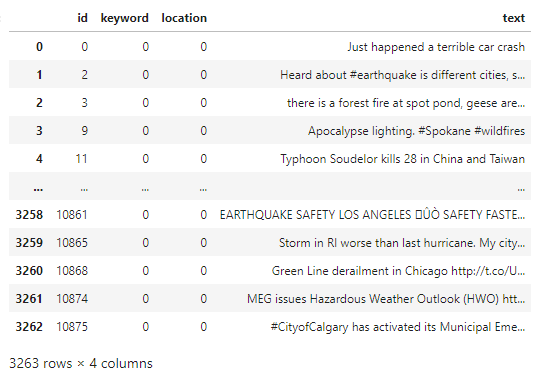 id keyword location text
0 0 0 0 Just happened a terrible car crash
1 2 0 0 Heard about #earthquake is different cities, s...
2 3 0 0 there is a forest fire at spot pond, geese are...
3 9 0 0 Apocalypse lighting. #Spokane #wildfires
4 11 0 0 Typhoon Soudelor kills 28 in China and Taiwan
... ... ... ... ...
3258 10861 0 0 EARTHQUAKE SAFETY LOS ANGELES ÛÒ SAFETY FASTE...
3259 10865 0 0 Storm in RI worse than last hurricane. My city...
3260 10868 0 0 Green Line derailment in Chicago http://t.co/U...
3261 10874 0 0 MEG issues Hazardous Weather Outlook (HWO) htt...
3262 10875 0 0 #CityofCalgary has activated its Municipal Eme...
3263 rows × 4 columns